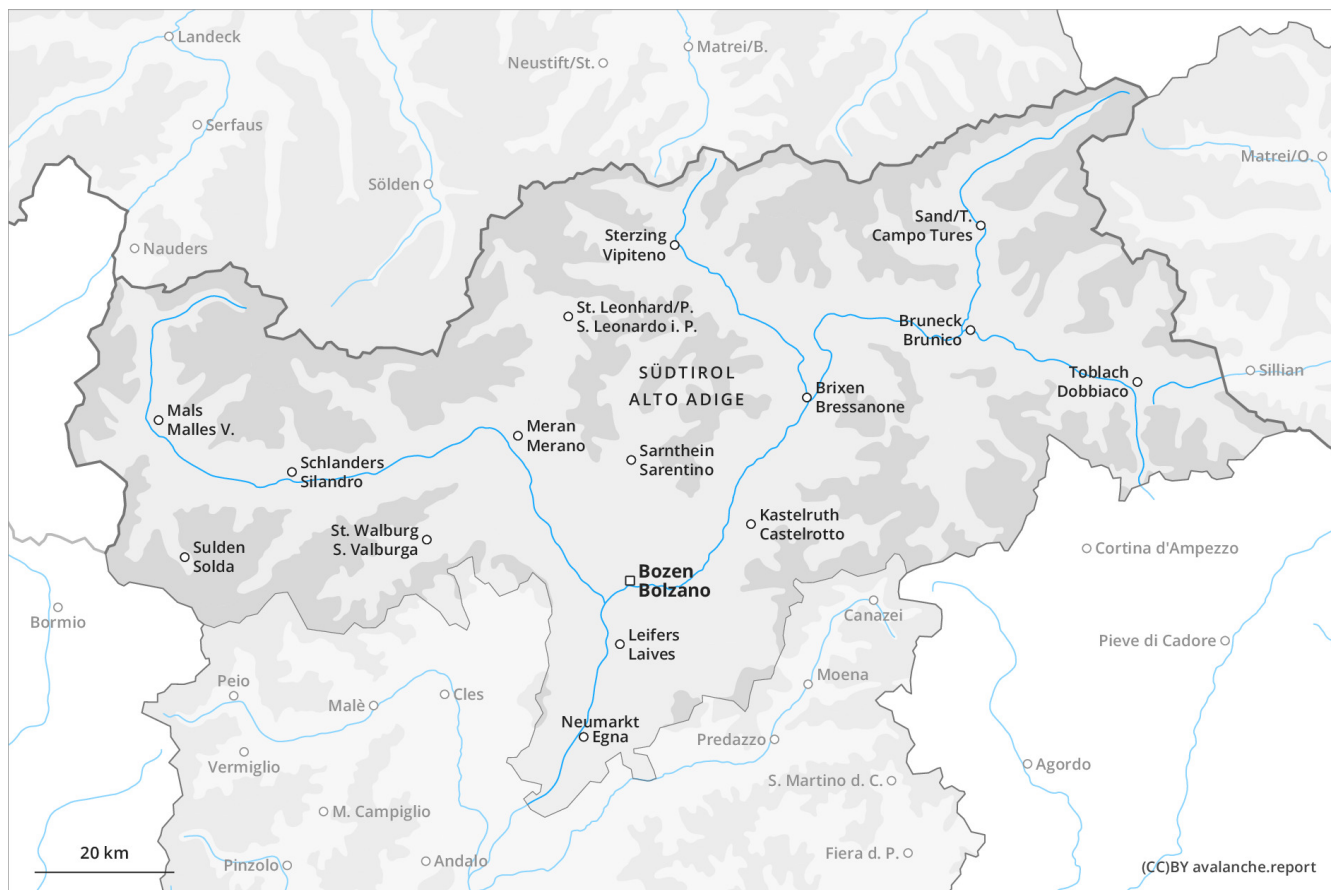 Landeck
Matrei/B.
Neustift/St.
Serfaus
Matrei/O.
Sölden
Sand/T.
Campo Tures
Sterzing
Vipiteno
Nauders
St. Leonhard/P.
S. Leonardo i. P.
Bruneck
Brunico
SÜDTIROL
ALTO ADIGE
Toblach
Dobbiaco
Sillian
Brixen
Bressanone
Mals
Malles V.
Meran
Merano
Schlanders
Silandro
Sarnthein
Sarentino
Kastelruth
Castelrotto
St. Walburg
S. Valburga
Sulden
Solda
Cortina d'Ampezzo
Bozen
Bolzano
Bormio
Canazei
Leifers
Laives
Pieve di Cadore
Peio
Moena
Cles
Malè
Neumarkt
Egna
Predazzo
Vermiglio
Agordo
S. Martino d. C.
M. Campiglio
20 km
Pinzolo
Andalo
Fiera d. P.
(CC)BY avalanche.report